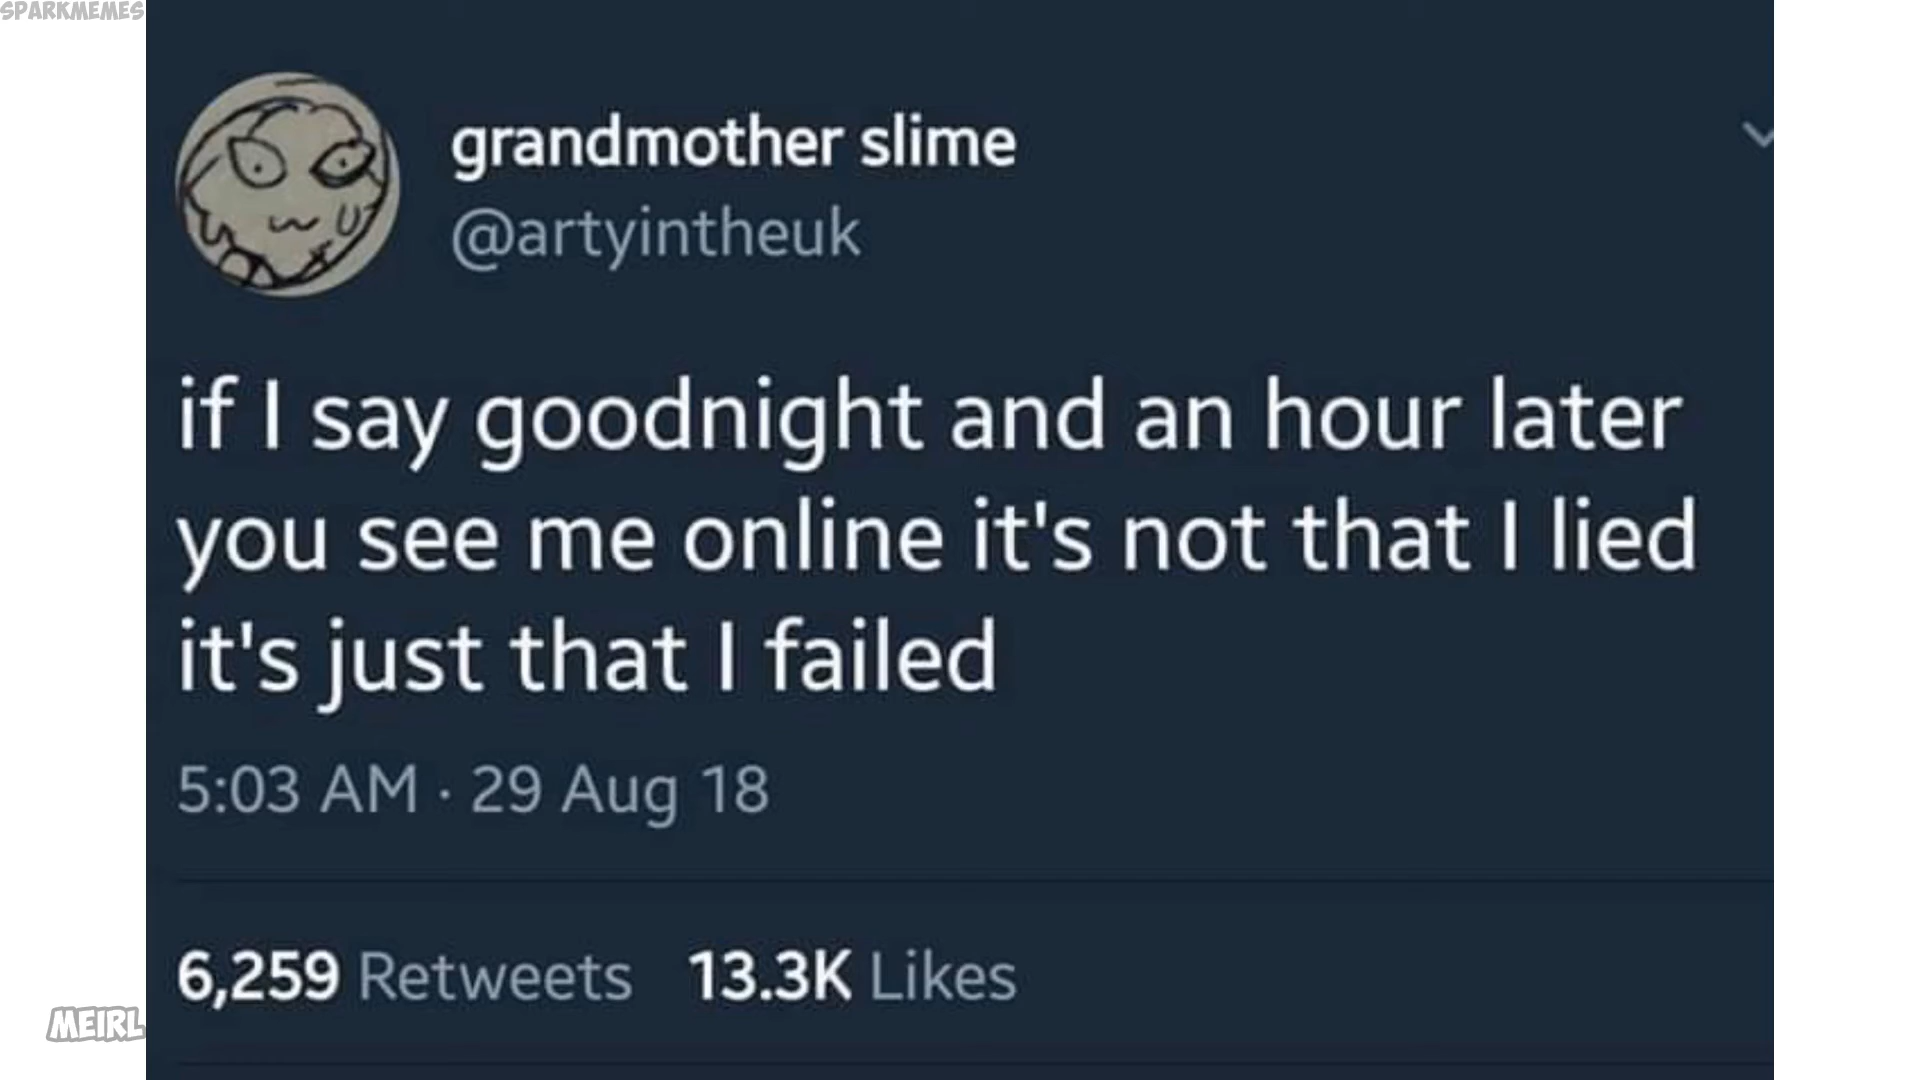 SPARKMEMES
grandmother slime
@artyintheuk
if I say goodnight and an hour later
you see me online it's not that I lied
it's just that I failed
5:03 AM · 29 Aug 18
6,259 Retweets 13.3K Likes
MEIRL